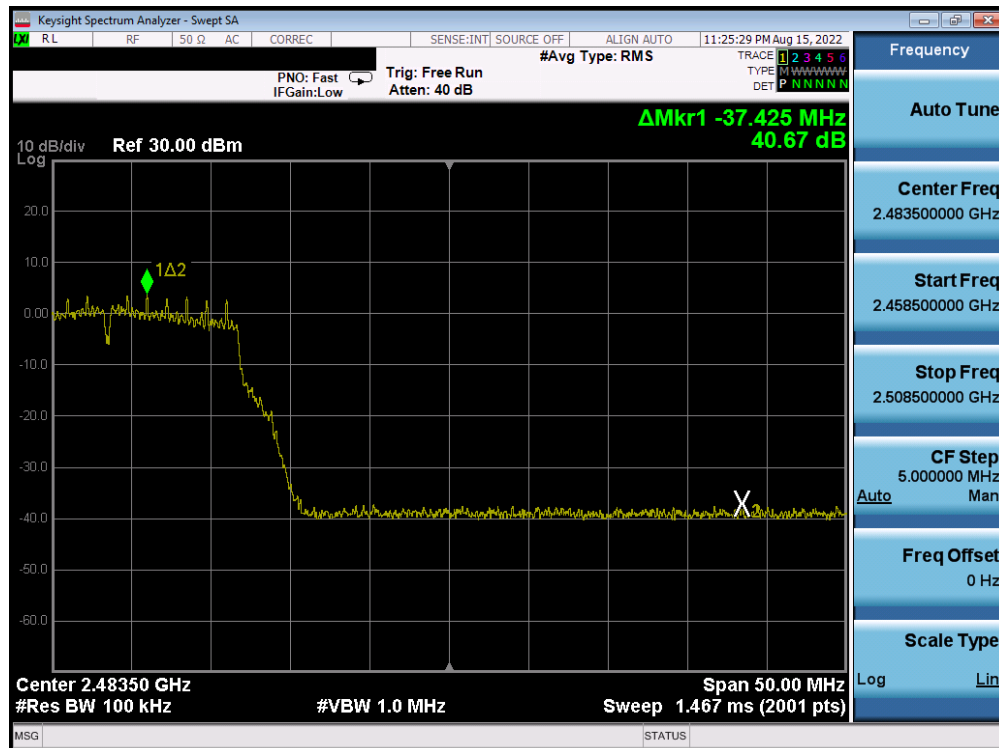 Keysight Spectrum Analyzer - Swept SA
LXI RL RF 50 Ω AC CORREC SENSE:INT SOURCE OFF ALIGN AUTO 11:25:29 PM Aug 15, 2022
#Avg Type: RMS
TRACE 1 2 3 4 5 6
TYPE M WWWWW
DET P N N N N N
PNO: Fast
IFGain:Low
Trig: Free Run
Atten: 40 dB
ΔMkr1 -37.425 MHz
40.67 dB
10 dB/div Ref 30.00 dBm
Log
20.0
10.0
0.00
-10.0
-20.0
-30.0
-40.0
-50.0
-60.0
1Δ2
X2
Center 2.48350 GHz
Span 50.00 MHz
#Res BW 100 kHz
#VBW 1.0 MHz
Sweep 1.467 ms (2001 pts)
MSG
STATUS
Frequency
Auto Tune
Center Freq
2.483500000 GHz
Start Freq
2.458500000 GHz
Stop Freq
2.508500000 GHz
CF Step
5.000000 MHz
Auto Man
Freq Offset
0 Hz
Scale Type
Log Lin